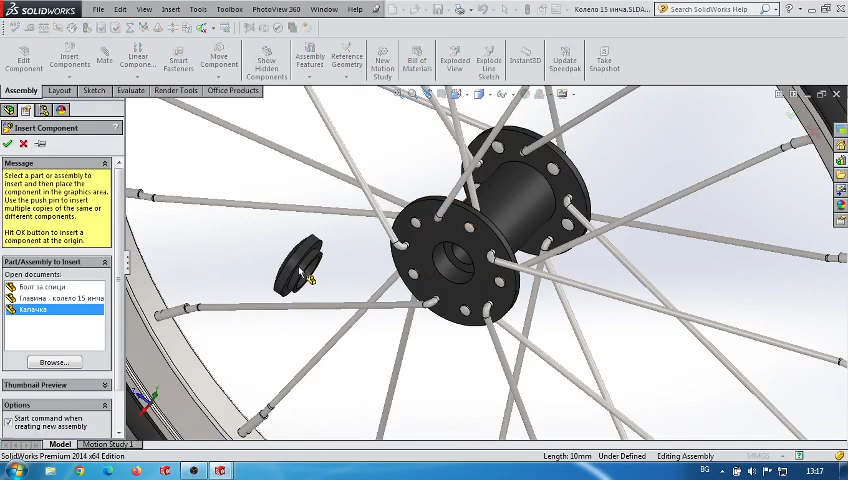 SOLIDWORKS
File Edit View Insert Tools Toolbox PhotoView 360 Window Help
Колело 15 инча.SLDA...
Search SolidWorks Help
Edit Component
Insert Components
Mate
Linear Compone...
Smart Fasteners
Move Component
Show Hidden Components
Assembly Features
Reference Geometry
New Motion Study
Bill of Materials
Exploded View
Explode Line Sketch
Instant3D
Update Speedpak
Take Snapshot
Assembly Layout Sketch Evaluate Render Tools Office Products
Insert Component ?
Message
Select a part or assembly to
insert and then place the
component in the graphics area.
Use the push pin to insert
multiple copies of the same or
different components.
Hit OK button to insert a
component at the origin.
Part/Assembly to Insert
Open documents:
Болт за спици
Главина - колело 15 инча
Капачка
Browse...
Thumbnail Preview
Options
Start command when
creating new assembly
Model Motion Study 1
SolidWorks Premium 2014 x64 Edition
Length: 10mm Under Defined Editing Assembly MMGS
BG 13:17